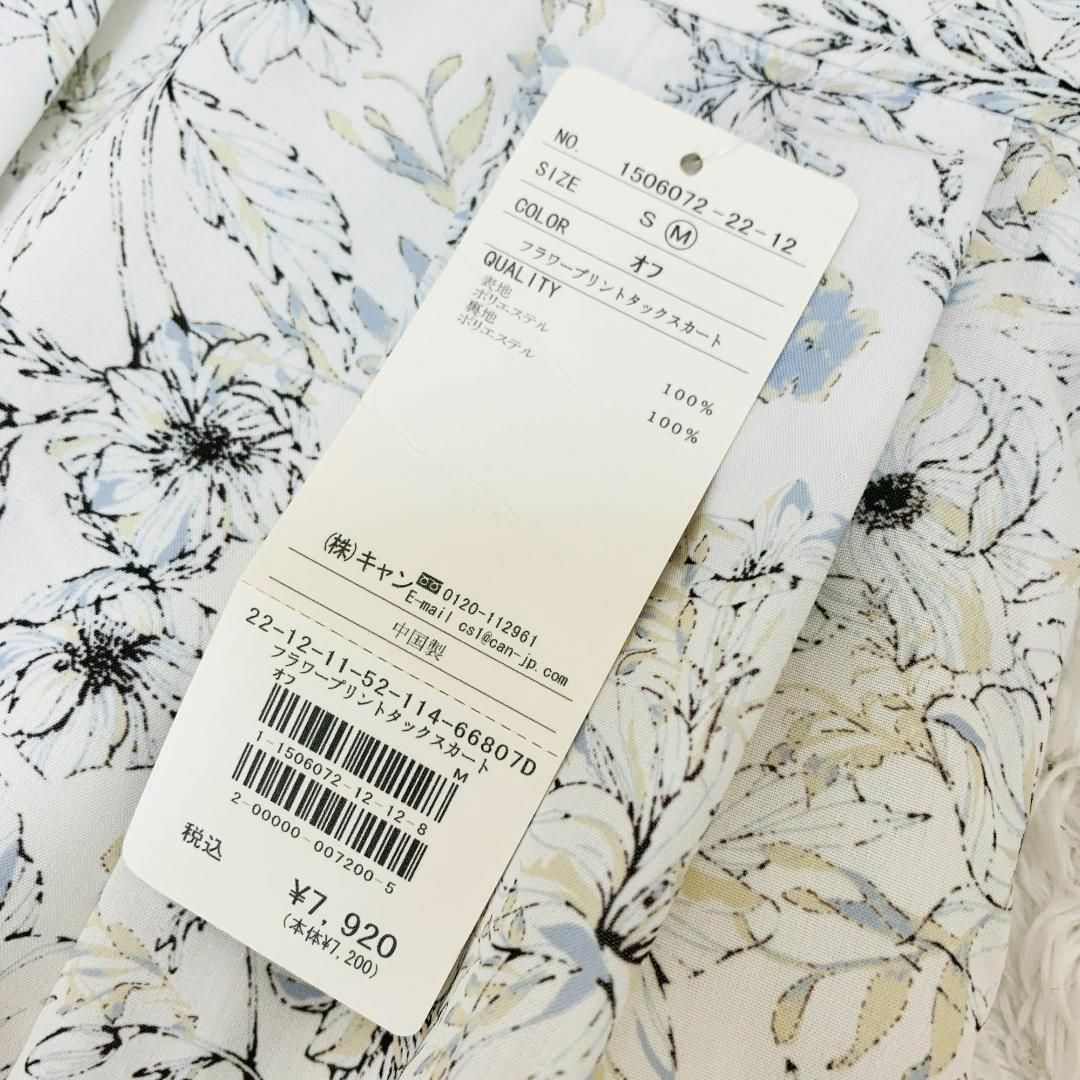 NO. 1506072-22-12
SIZE S Ⓜ
COLOR オフ
フラワープリントタックスカート
QUALITY
表地
ポリエステル 100%
裏地
ポリエステル 100%
(株)キャン 0120-112961
E-mail cs1@can-jp.com
中国製
22-12-11-52-114-66807D
フラワープリントタックスカート
オフ M
1-1506072-12-12-8
2-00000-007200-5
税込
¥7,920
(本体¥7,200)